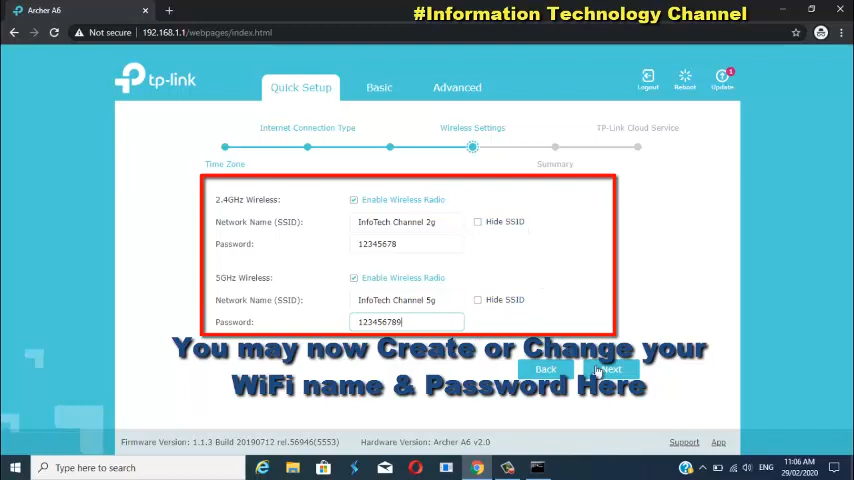 Archer A6
#Information Technology Channel
Not secure
192.168.1.1/webpages/index.html
tp-link
Quick Setup
Basic
Advanced
Logout
Reboot
1
Update
Internet Connection Type
Wireless Settings
TP-Link Cloud Service
Time Zone
Summary
2.4GHz Wireless:
Enable Wireless Radio
Network Name (SSID):
InfoTech Channel 2g
Hide SSID
Password:
12345678
5GHz Wireless:
Enable Wireless Radio
Network Name (SSID):
InfoTech Channel 5g
Hide SSID
Password:
123456789
You may now Create or Change your
Back
Next
WiFi name & Password Here
Firmware Version: 1.1.3 Build 20190712 rel.56946(5553)
Hardware Version: Archer A6 v2.0
Support
App
Type here to search
ENG
11:06 AM
29/02/2020